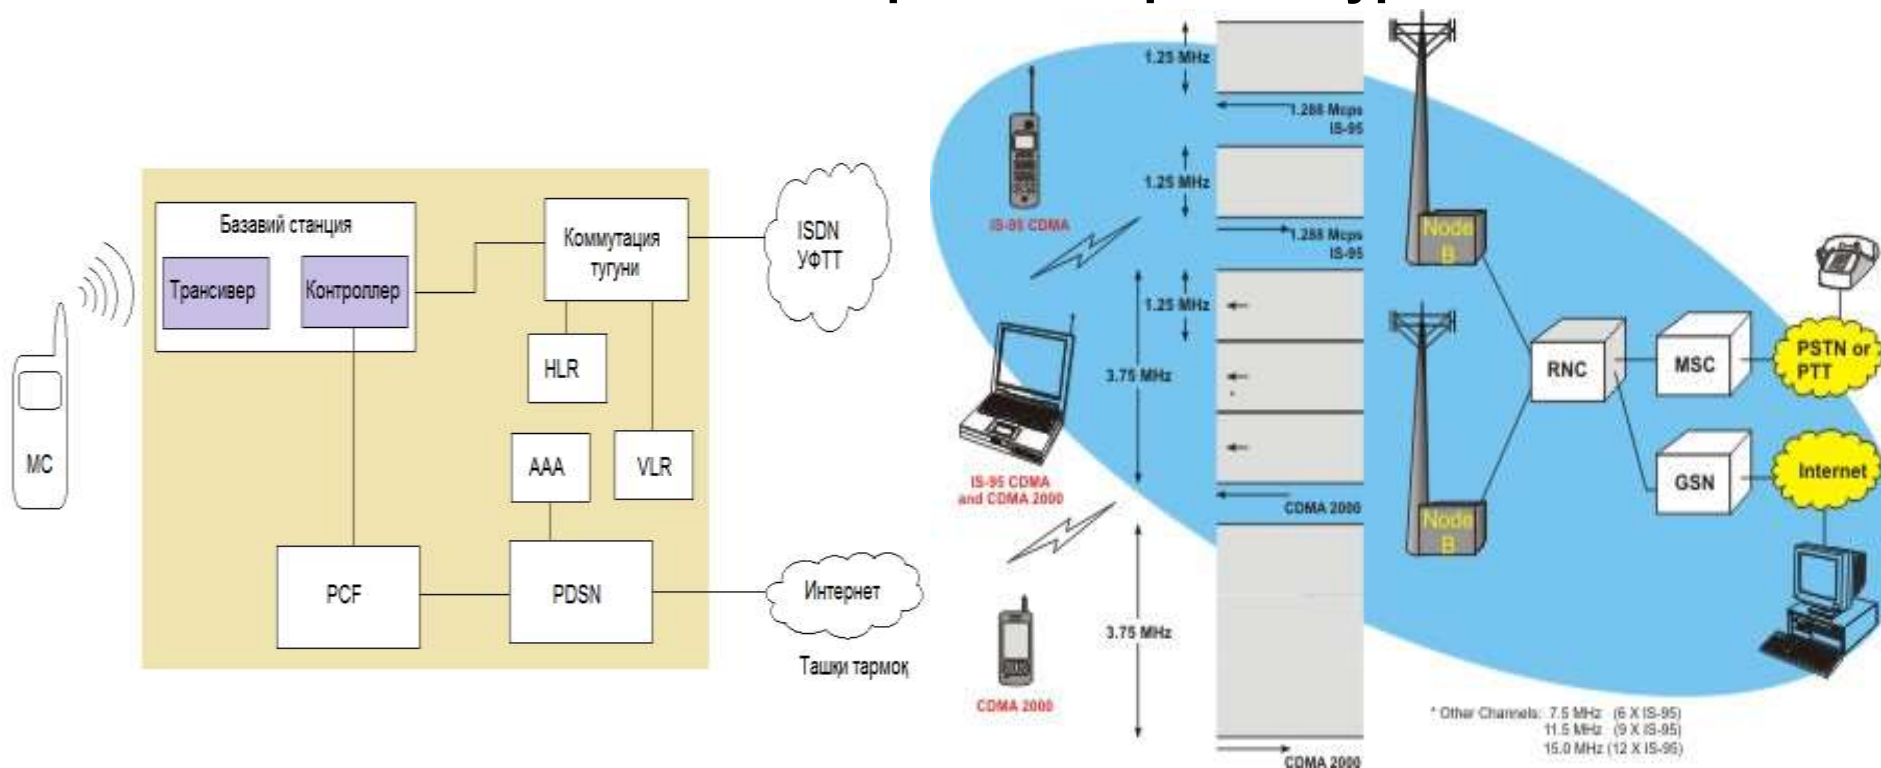 Базавий станция
Трансивер
Контроллер
Коммутация
тугуни
ISDN
УФТТ
HLR
AAA
VLR
МС
PCF
PDSN
Интернет
Ташқи тармоқ
1.25 MHz
1.288 Mcps
IS-95
1.25 MHz
1.288 Mcps
IS-95
1.25 MHz
3.75 MHz
CDMA 2000
3.75 MHz
CDMA 2000
IS-95 CDMA
IS-95 CDMA
and CDMA 2000
CDMA 2000
Node
B
Node
B
RNC
MSC
GSN
PSTN or
PTT
Internet
* Other Channels: 7.5 MHz (6 X IS-95)
11.5 MHz (9 X IS-95)
15.0 MHz (12 X IS-95)